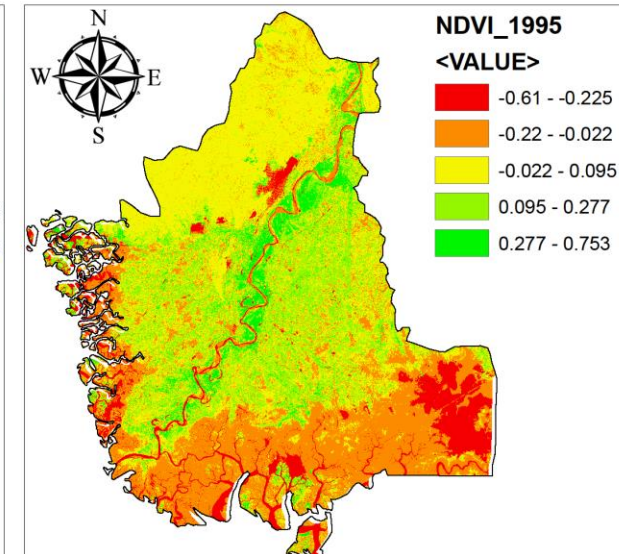 N
W E
S
NDVI_1995
<VALUE>
-0.61 - -0.225
-0.22 - -0.022
-0.022 - 0.095
0.095 - 0.277
0.277 - 0.753